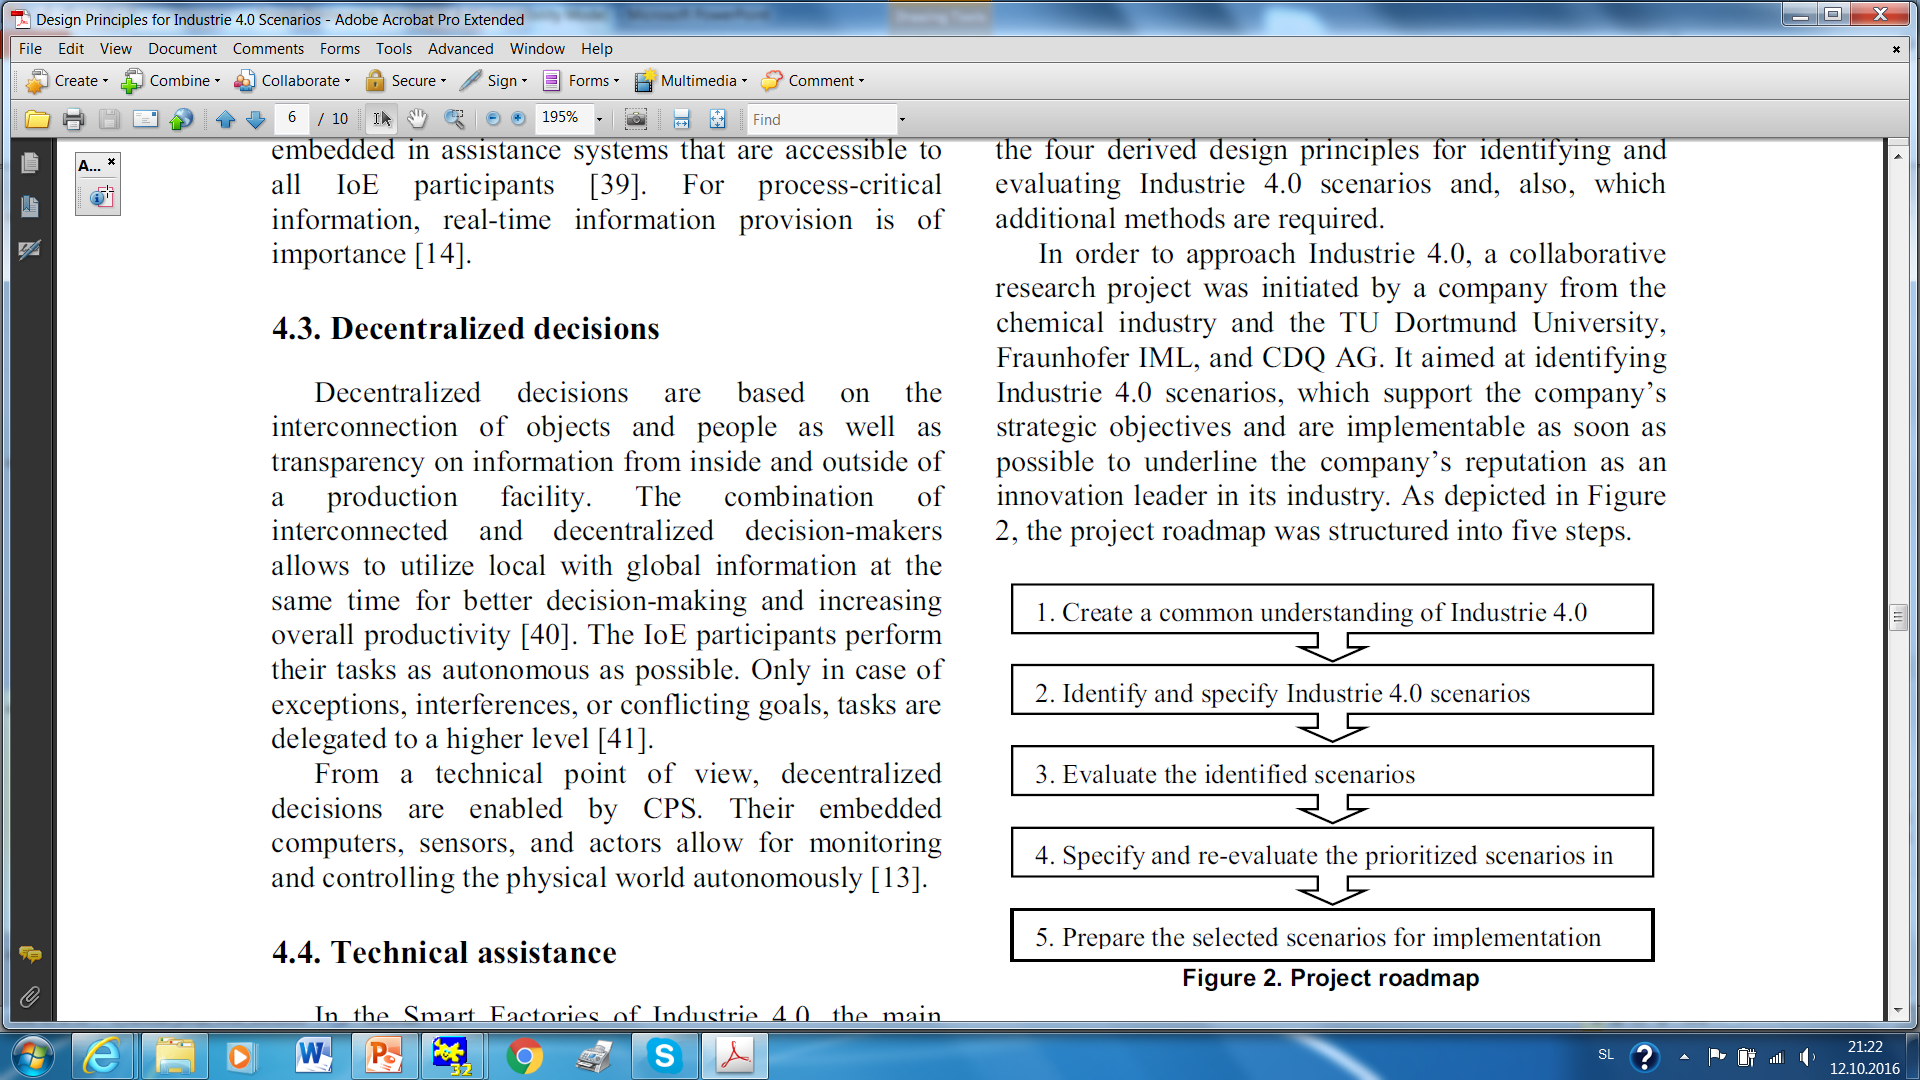 Design Principles for Industrie 4.0 Scenarios - Adobe Acrobat Pro Extended
File Edit View Document Comments Forms Tools Advanced Window Help
Create Combine Collaborate Secure Sign Forms Multimedia Comment
6 / 10 195% Find
A...
embedded in assistance systems that are accessible to
all IoE participants [39]. For process-critical
information, real-time information provision is of
importance [14].
4.3. Decentralized decisions
Decentralized decisions are based on the
interconnection of objects and people as well as
transparency on information from inside and outside of
a production facility. The combination of
interconnected and decentralized decision-makers
allows to utilize local with global information at the
same time for better decision-making and increasing
overall productivity [40]. The IoE participants perform
their tasks as autonomous as possible. Only in case of
exceptions, interferences, or conflicting goals, tasks are
delegated to a higher level [41].
From a technical point of view, decentralized
decisions are enabled by CPS. Their embedded
computers, sensors, and actors allow for monitoring
and controlling the physical world autonomously [13].
4.4. Technical assistance
In the Smart Factories of Industrie 4.0, the main
the four derived design principles for identifying and
evaluating Industrie 4.0 scenarios and, also, which
additional methods are required.
In order to approach Industrie 4.0, a collaborative
research project was initiated by a company from the
chemical industry and the TU Dortmund University,
Fraunhofer IML, and CDQ AG. It aimed at identifying
Industrie 4.0 scenarios, which support the company's
strategic objectives and are implementable as soon as
possible to underline the company's reputation as an
innovation leader in its industry. As depicted in Figure
2, the project roadmap was structured into five steps.
1. Create a common understanding of Industrie 4.0
2. Identify and specify Industrie 4.0 scenarios
3. Evaluate the identified scenarios
4. Specify and re-evaluate the prioritized scenarios in
5. Prepare the selected scenarios for implementation
Figure 2. Project roadmap
32
SL
21:22
12.10.2016